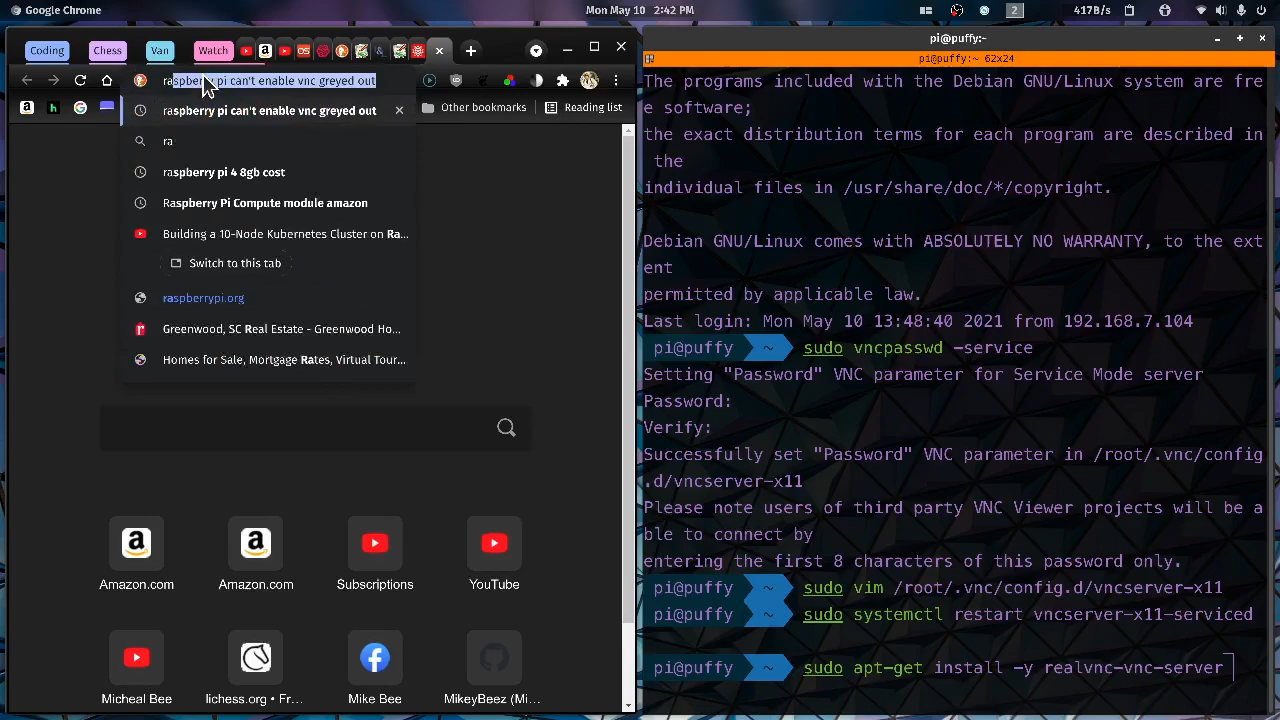 Google Chrome
Mon May 10 2:42 PM
2
417B/s
Coding
Chess
Van
Watch
raspberry pi can't enable vnc greyed out
Other bookmarks
Reading list
raspberry pi can't enable vnc greyed out
ra
raspberry pi 4 8gb cost
Raspberry Pi Compute module amazon
Building a 10-Node Kubernetes Cluster on Ra...
Switch to this tab
raspberrypi.org
Greenwood, SC Real Estate - Greenwood Ho...
Homes for Sale, Mortgage Rates, Virtual Tour...
Amazon.com
Amazon.com
Subscriptions
YouTube
Micheal Bee
lichess.org • Fr...
Mike Bee
MikeyBeez (Mi...
pi@puffy:~
pi@puffy:~ 62x24
The programs included with the Debian GNU/Linux system are fre
e software;
the exact distribution terms for each program are described in
the
individual files in /usr/share/doc/*/copyright.
Debian GNU/Linux comes with ABSOLUTELY NO WARRANTY, to the ext
ent
permitted by applicable law.
Last login: Mon May 10 13:48:40 2021 from 192.168.7.104
pi@puffy ~ sudo vncpasswd -service
Setting "Password" VNC parameter for Service Mode server
Password:
Verify:
Successfully set "Password" VNC parameter in /root/.vnc/config
.d/vncserver-x11
Please note users of third party VNC Viewer projects will be a
ble to connect by
entering the first 8 characters of this password only.
pi@puffy ~ sudo vim /root/.vnc/config.d/vncserver-x11
pi@puffy ~ sudo systemctl restart vncserver-x11-serviced
pi@puffy ~ sudo apt-get install -y realvnc-vnc-server